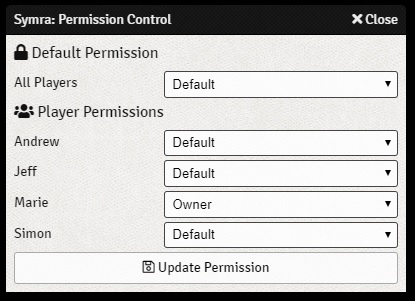 Symra: Permission Control Close
Default Permission
All Players Default
Player Permissions
Andrew Default
Jeff Default
Marie Owner
Simon Default
Update Permission